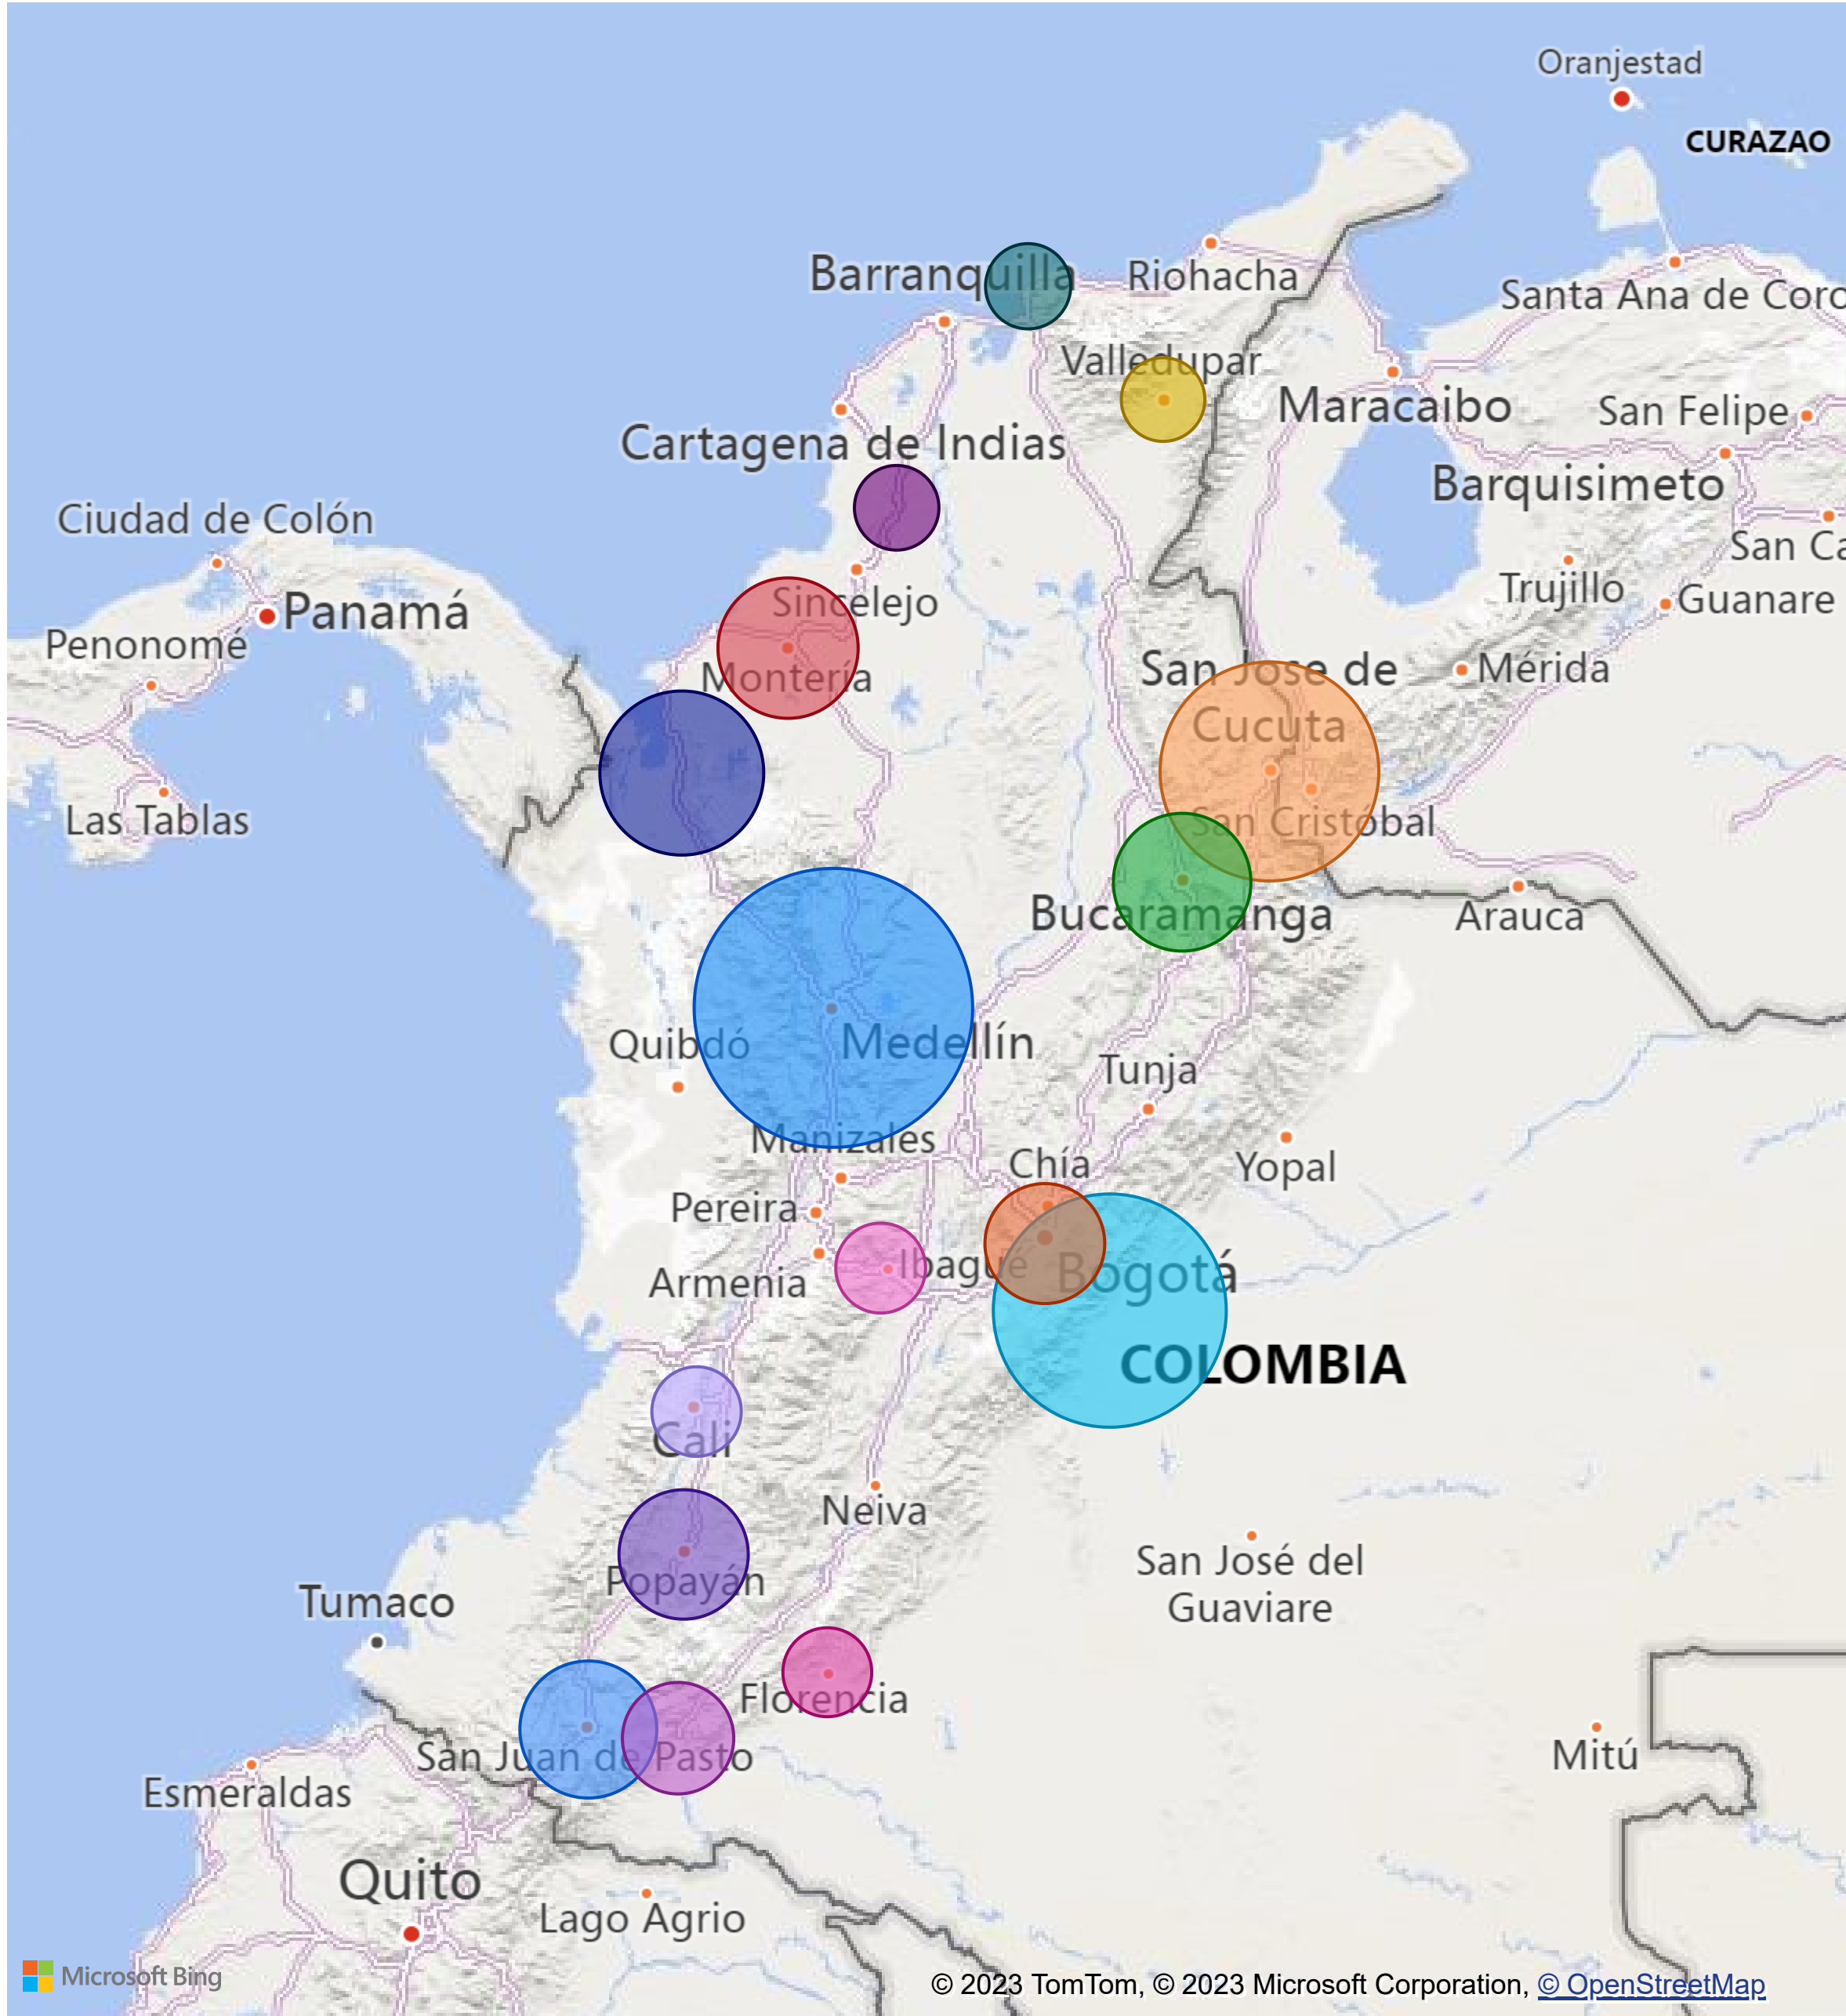 Oranjestad
CURAZAO
Barranquilla
Riohacha
Santa Ana de Coro
Valledupar
Maracaibo
San Felipe
Cartagena de Indias
Barquisimeto
Ciudad de Colón
San Ca
Trujillo
Guanare
Sincelejo
Panamá
Penonomé
Montería
San Jose de
Cucuta
Mérida
Las Tablas
San Cristóbal
Bucaramanga
Arauca
Quibdó
Medellín
Tunja
Manizales
Chía
Yopal
Pereira
Ibagué
Bogotá
Armenia
COLOMBIA
Cali
Neiva
San José del
Guaviare
Popayán
Tumaco
Florencia
San Juan de Pasto
Mitú
Esmeraldas
Quito
Lago Agrio
Microsoft Bing
© 2023 TomTom, © 2023 Microsoft Corporation, © OpenStreetMap